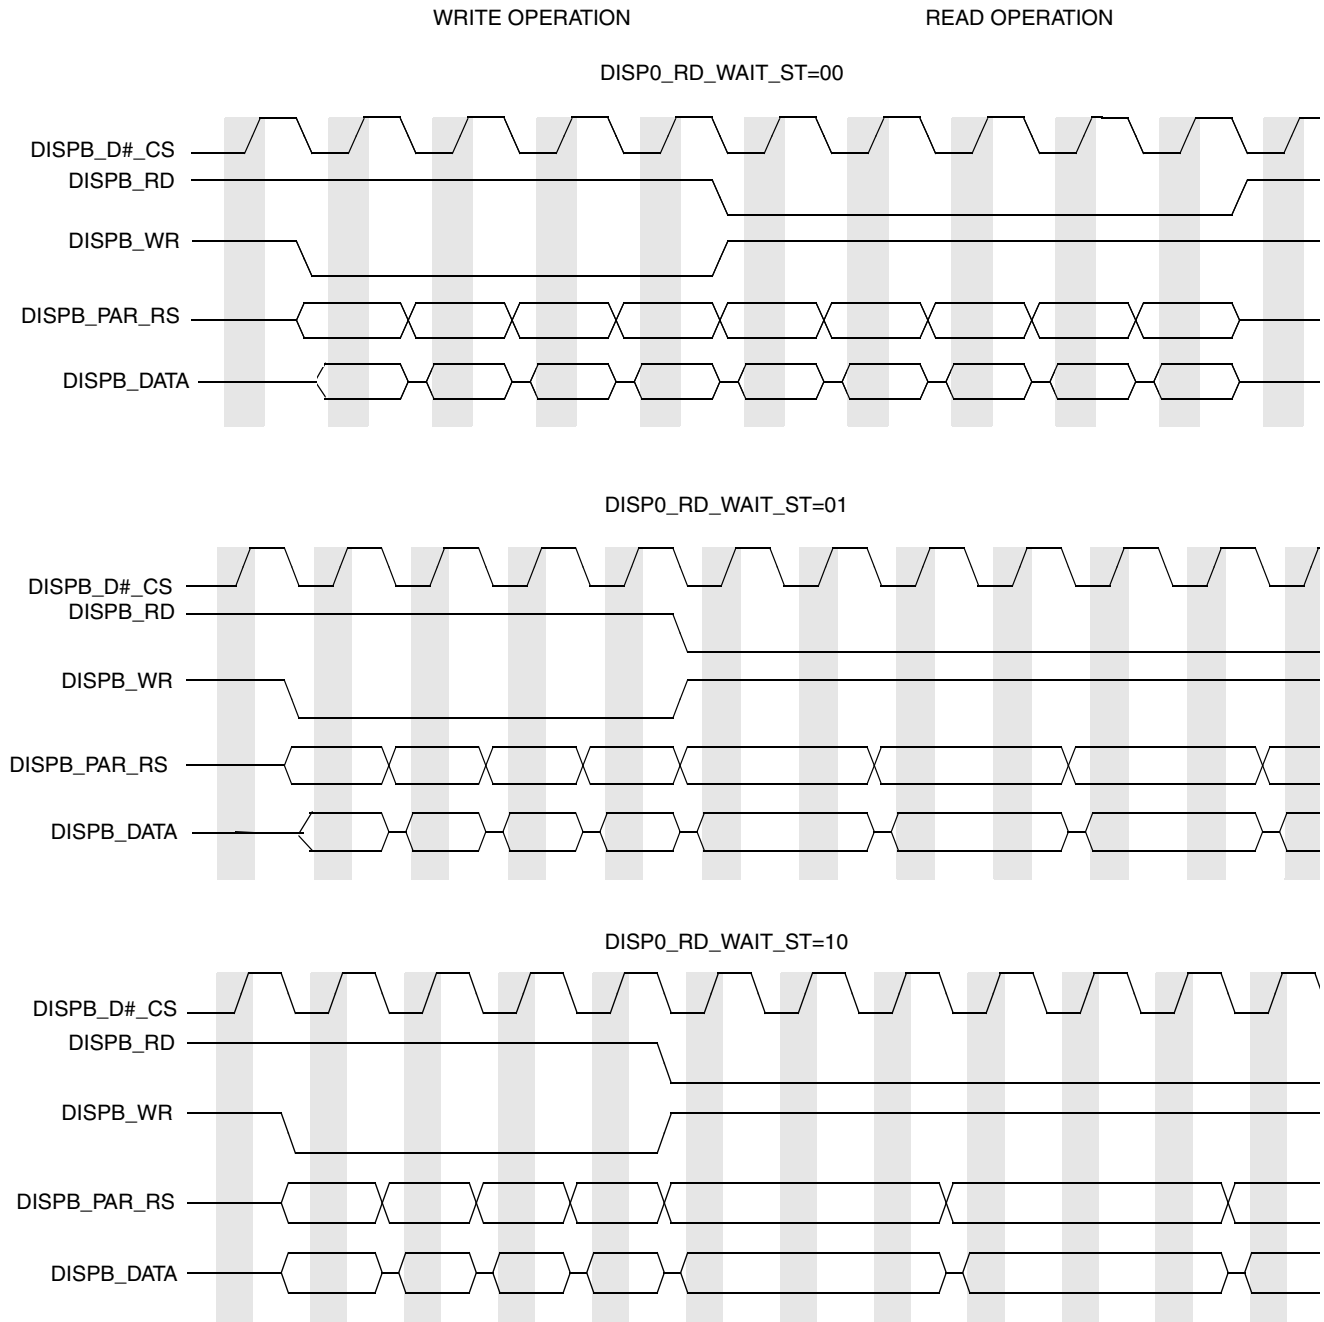 WRITE OPERATION
READ OPERATION
DISP0_RD_WAIT_ST=00
DISPB_D#_CS
DISPB_RD
DISPB_WR
DISPB_PAR_RS
DISPB_DATA
DISP0_RD_WAIT_ST=01
DISPB_D#_CS
DISPB_RD
DISPB_WR
DISPB_PAR_RS
DISPB_DATA
DISP0_RD_WAIT_ST=10
DISPB_D#_CS
DISPB_RD
DISPB_WR
DISPB_PAR_RS
DISPB_DATA